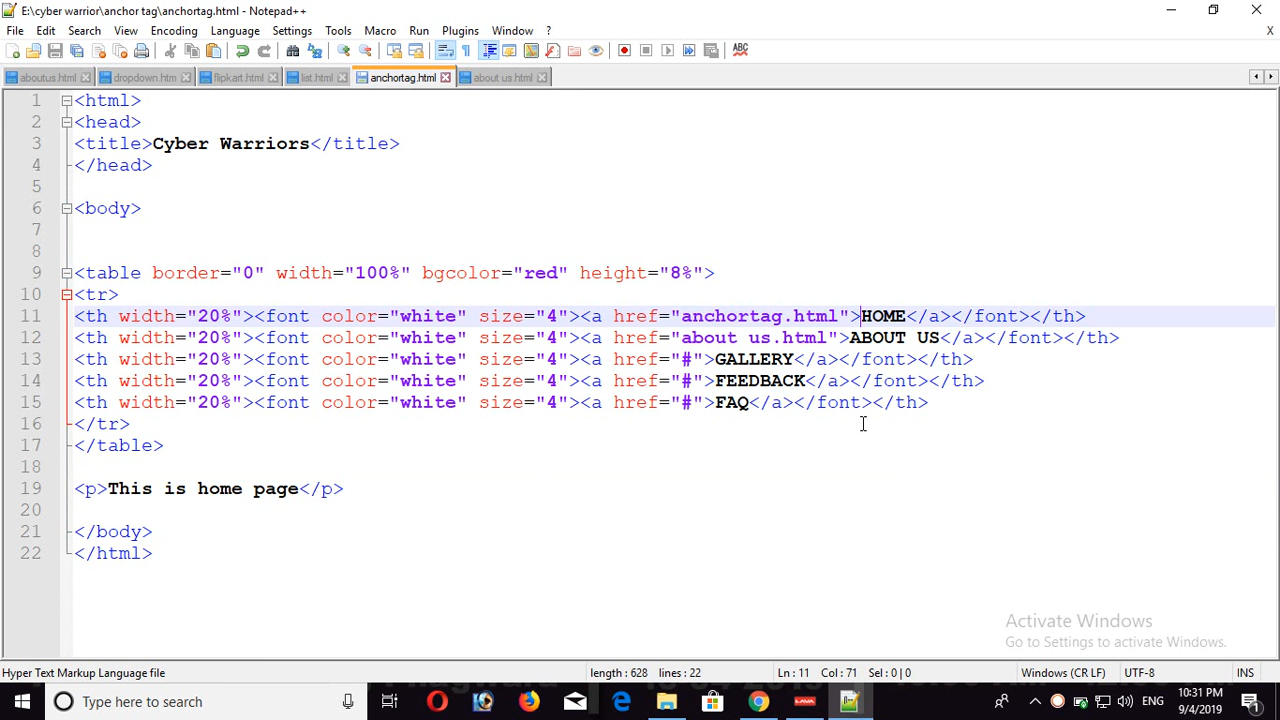 E:\cyber warrior\anchor tag\anchortag.html - Notepad++
File Edit Search View Encoding Language Settings Tools Macro Run Plugins Window ?
X
aboutus.html dropdown.htm flipkart.html list.html anchortag.html about us.html
1 <html>
2 <head>
3 <title>Cyber Warriors</title>
4 </head>
5
6 <body>
7
8
9 <table border="0" width="100%" bgcolor="red" height="8%">
10 <tr>
11 <th width="20%"><font color="white" size="4"><a href="anchortag.html">HOME</a></font></th>
12 <th width="20%"><font color="white" size="4"><a href="about us.html">ABOUT US</a></font></th>
13 <th width="20%"><font color="white" size="4"><a href="#">GALLERY</a></font></th>
14 <th width="20%"><font color="white" size="4"><a href="#">FEEDBACK</a></font></th>
15 <th width="20%"><font color="white" size="4"><a href="#">FAQ</a></font></th>
16 </tr>
17 </table>
18
19 <p>This is home page</p>
20
21 </body>
22 </html>
Activate Windows
Go to Settings to activate Windows.
Hyper Text Markup Language file length : 628 lines : 22 Ln : 11 Col : 71 Sel : 0 | 0 Windows (CR LF) UTF-8 INS
Type here to search ENG 10:31 PM
9/4/2019 1